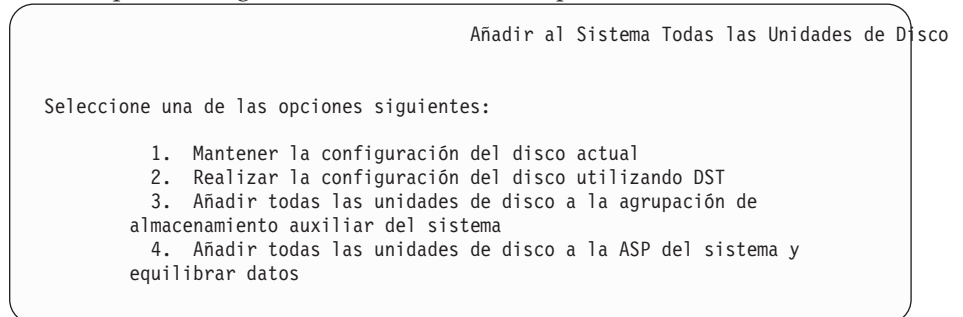 Añadir al Sistema Todas las Unidades de Disco
Seleccione una de las opciones siguientes:
1. Mantener la configuración del disco actual
2. Realizar la configuración del disco utilizando DST
3. Añadir todas las unidades de disco a la agrupación de
almacenamiento auxiliar del sistema
4. Añadir todas las unidades de disco a la ASP del sistema y
equilibrar datos